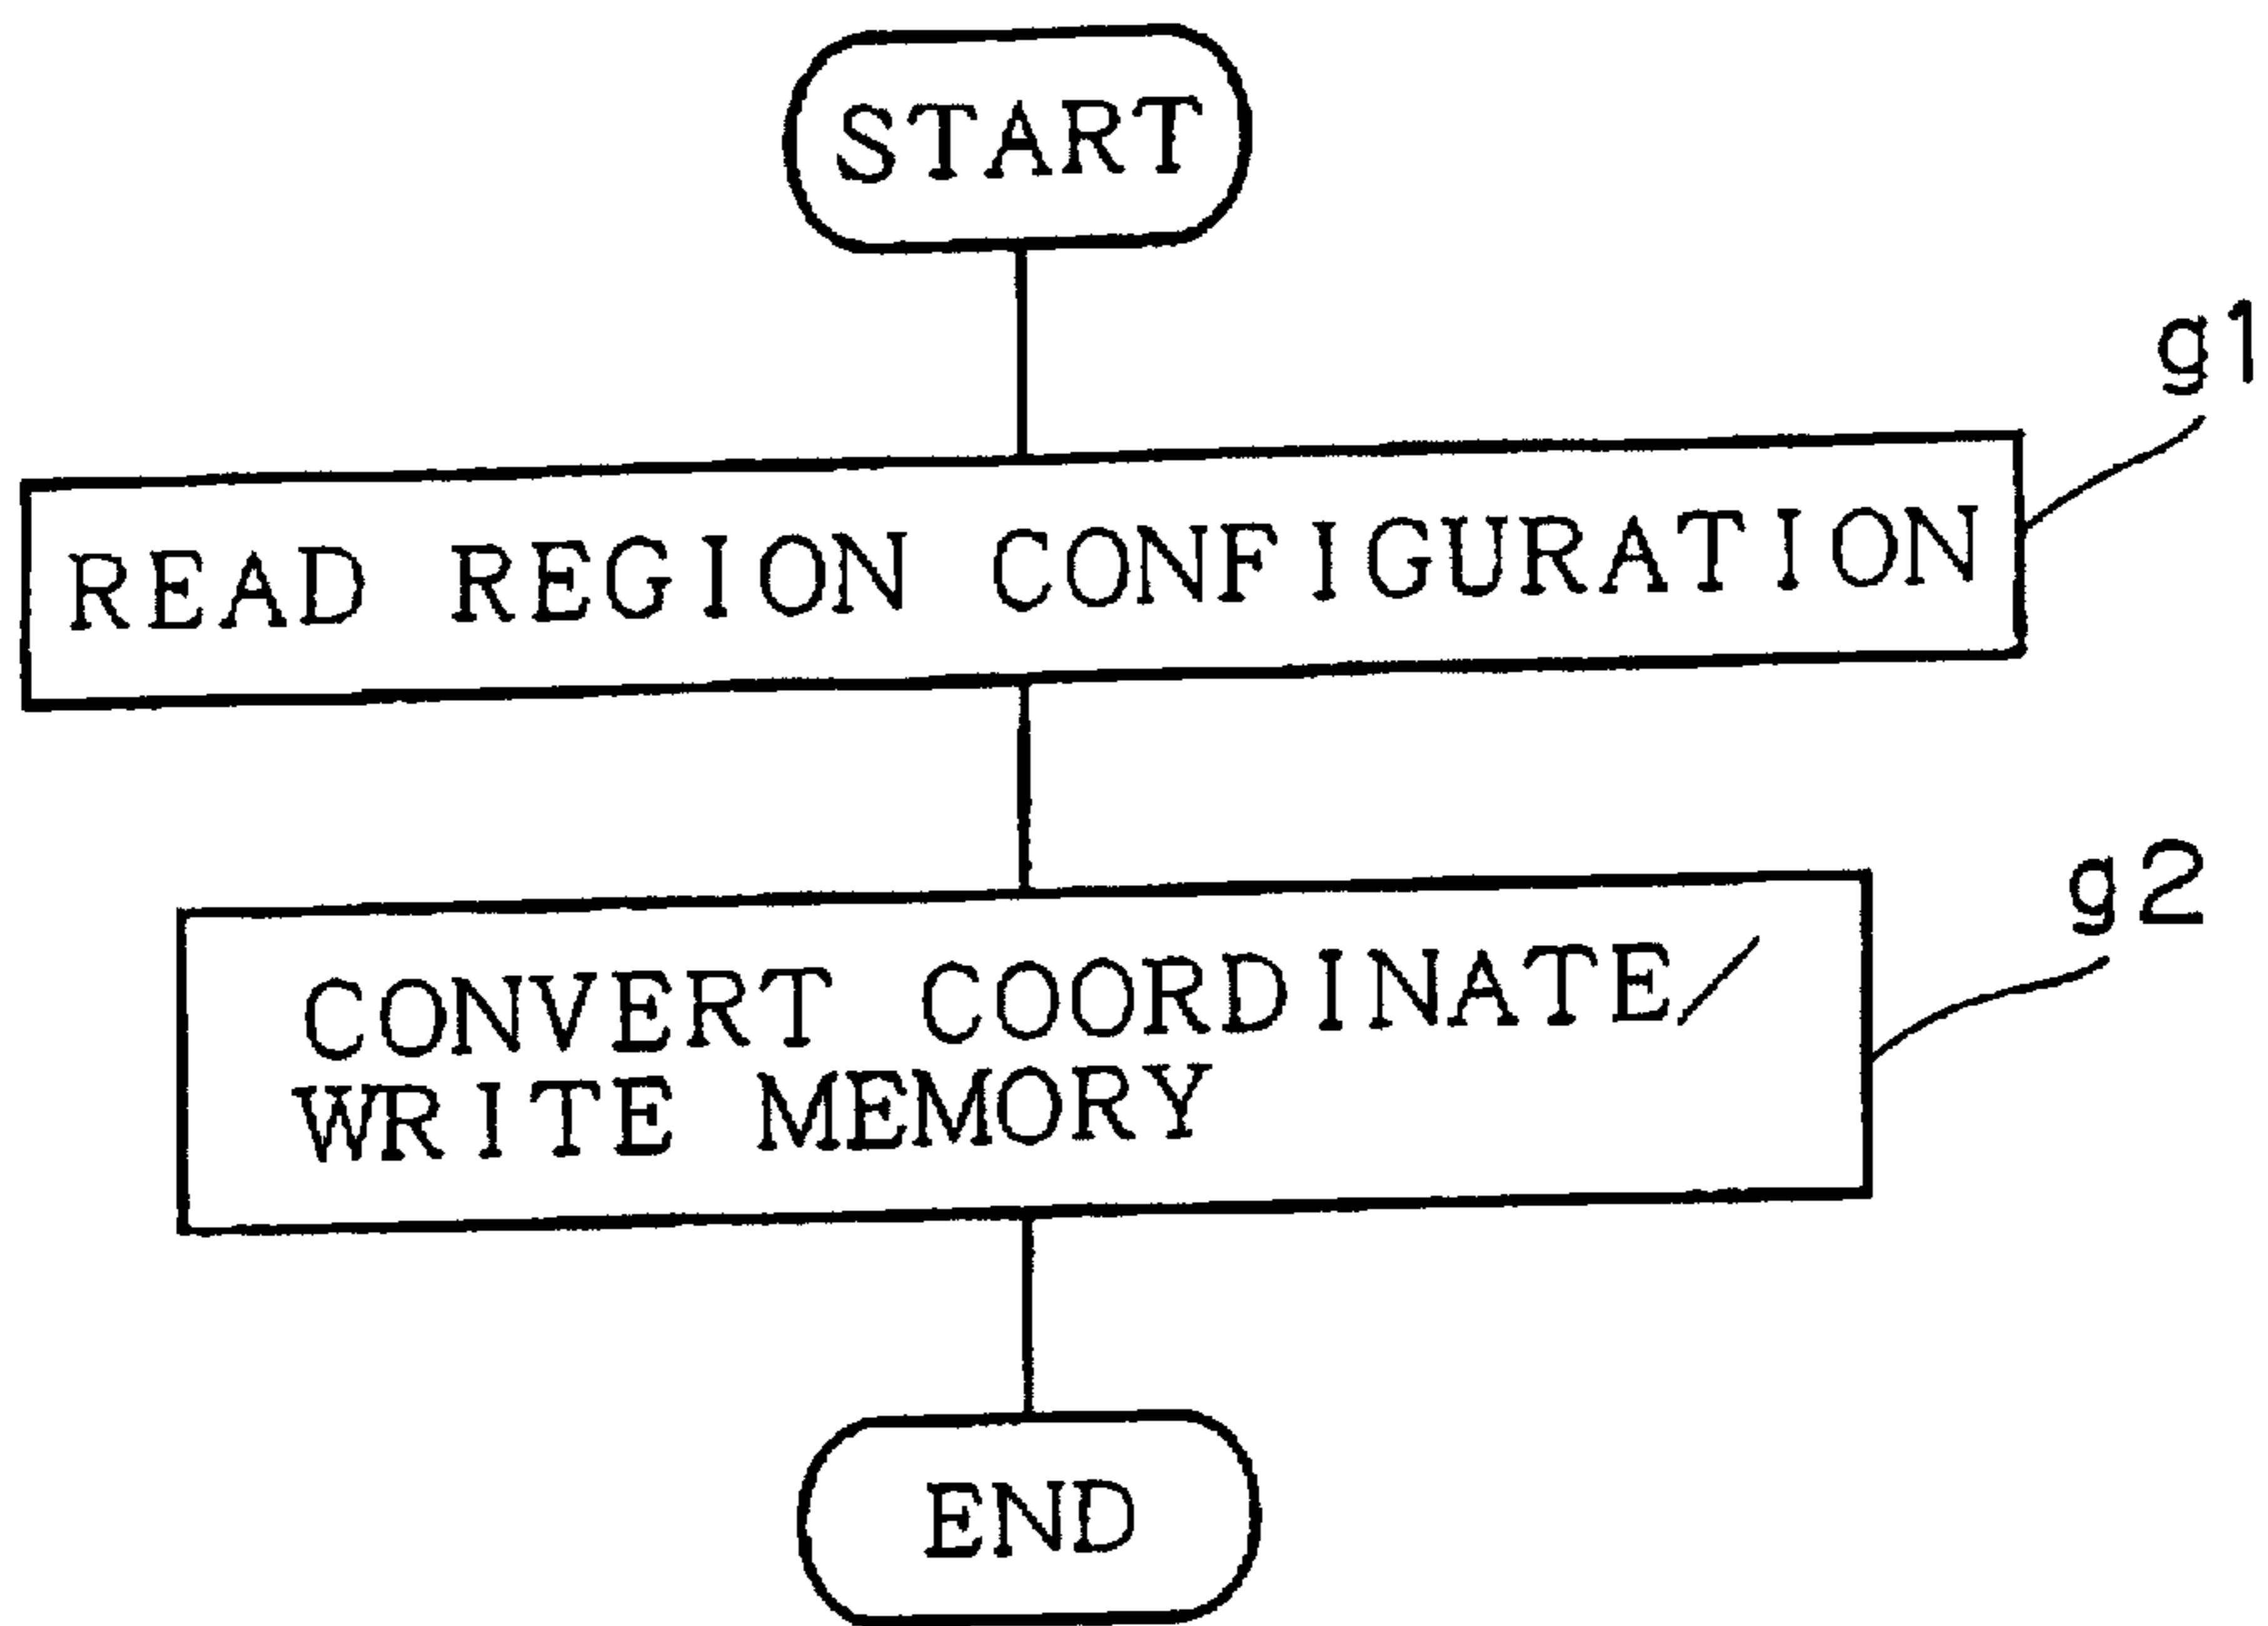 START
g1
READ REGION CONFIGURATION
g2
CONVERT COORDINATE/
WRITE MEMORY
END